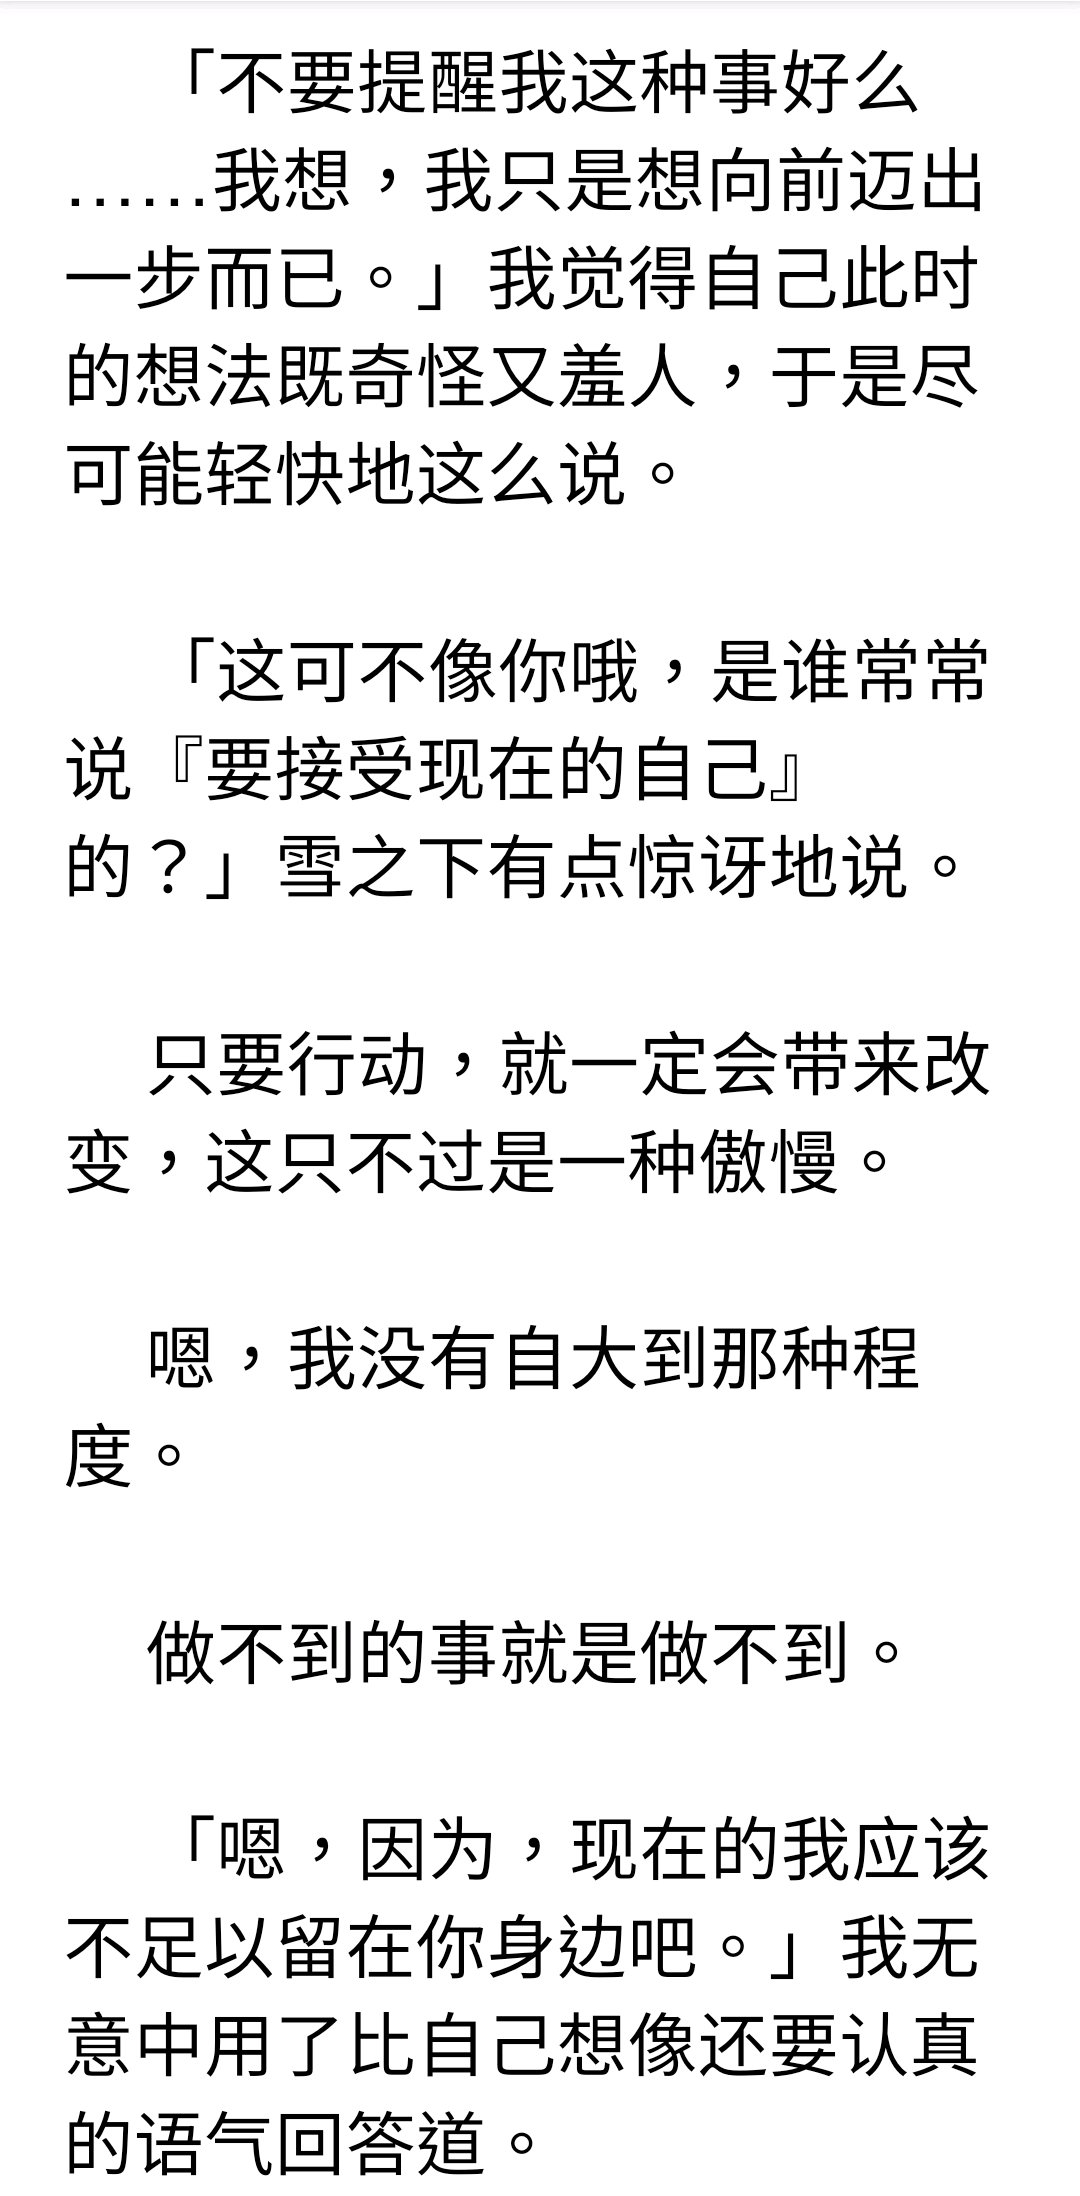 「不要提醒我这种事好么
……我想，我只是想向前迈出
一步而已。」我觉得自己此时
的想法既奇怪又羞人，于是尽
可能轻快地这么说。
「这可不像你哦，是谁常常
说『要接受现在的自己』
的？」雪之下有点惊讶地说。
只要行动，就一定会带来改
变，这只不过是一种傲慢。
嗯，我没有自大到那种程
度。
做不到的事就是做不到。
「嗯，因为，现在的我应该
不足以留在你身边吧。」我无
意中用了比自己想像还要认真
的语气回答道。